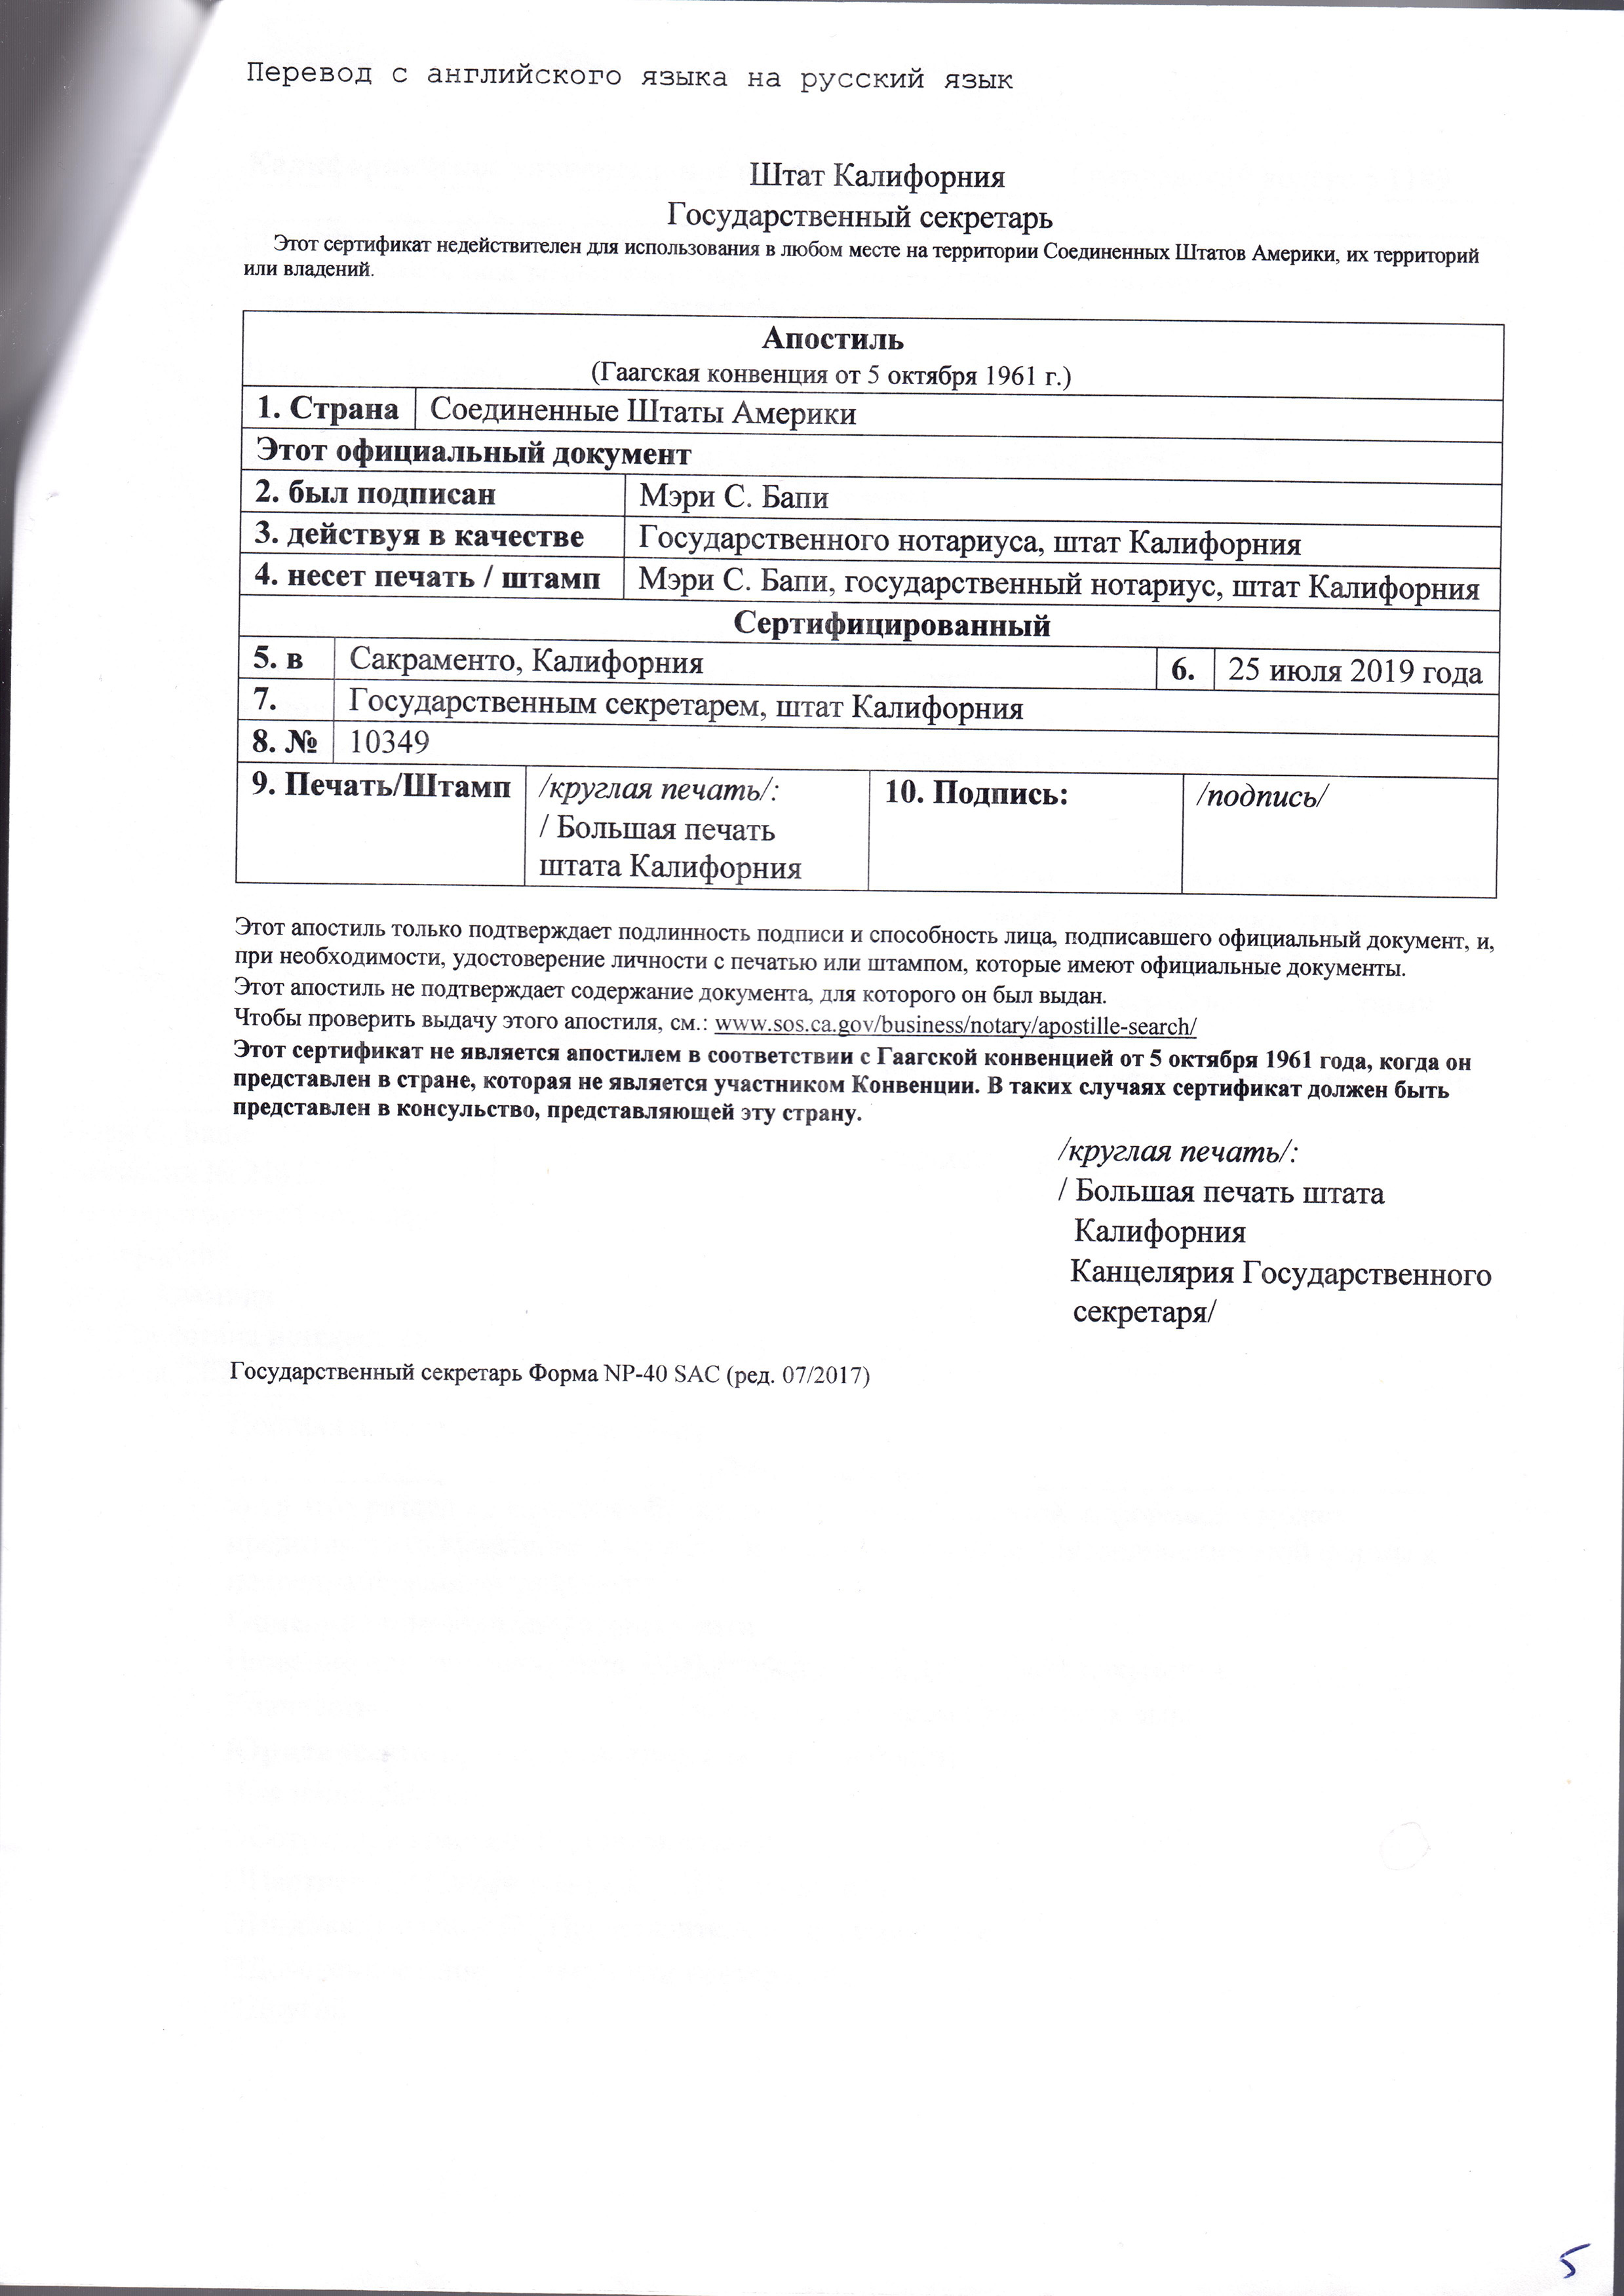 Перевод с английского языка на русский язык
Штат Калифорния
Государственный секретарь
Этот сертификат недействителен для использования в любом месте на территории Соединенных Штатов Америки, их территорий
или владений.
Апостиль
(Гаагская конвенция от 5 октября 1961 г.)
1. Страна Соединенные Штаты Америки
Этот официальный документ
2. был подписан Мэри С. Бапи
3. действуя в качестве Государственного нотариуса, штат Калифорния
4. несет печать / штамп Мэри С. Бапи, государственный нотариус, штат Калифорния
Сертифицированный
5. в Сакраменто, Калифорния 6. 25 июля 2019 года
7. Государственным секретарем, штат Калифорния
8. № 10349
9. Печать/Штамп /круглая печать/: 10. Подпись: /подпись/
/ Большая печать
штата Калифорния
Этот апостиль только подтверждает подлинность подписи и способность лица, подписавшего официальный документ, и,
при необходимости, удостоверение личности с печатью или штампом, которые имеют официальные документы.
Этот апостиль не подтверждает содержание документа, для которого он был выдан.
Чтобы проверить выдачу этого апостиля, см.: www.sos.ca.gov/business/notary/apostille-search/
Этот сертификат не является апостилем в соответствии с Гаагской конвенцией от 5 октября 1961 года, когда он
представлен в стране, которая не является участником Конвенции. В таких случаях сертификат должен быть
представлен в консульство, представляющей эту страну.
/круглая печать/:
/ Большая печать штата
Калифорния
Канцелярия Государственного
секретаря/
Государственный секретарь Форма NP-40 SAC (ред. 07/2017)
5